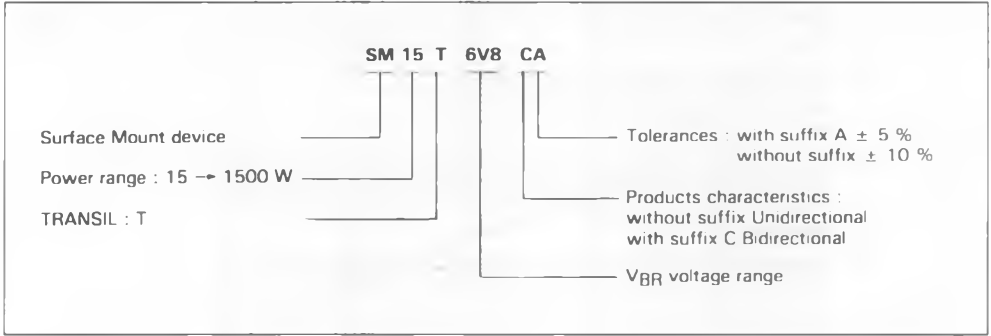 SM 15 T 6V8 CA
Surface Mount device
Power range : 15 → 1500 W
TRANSIL : T
Tolerances : with suffix A ± 5 %
without suffix ± 10 %
Products characteristics :
without suffix Unidirectional
with suffix C Bidirectional
VBR voltage range